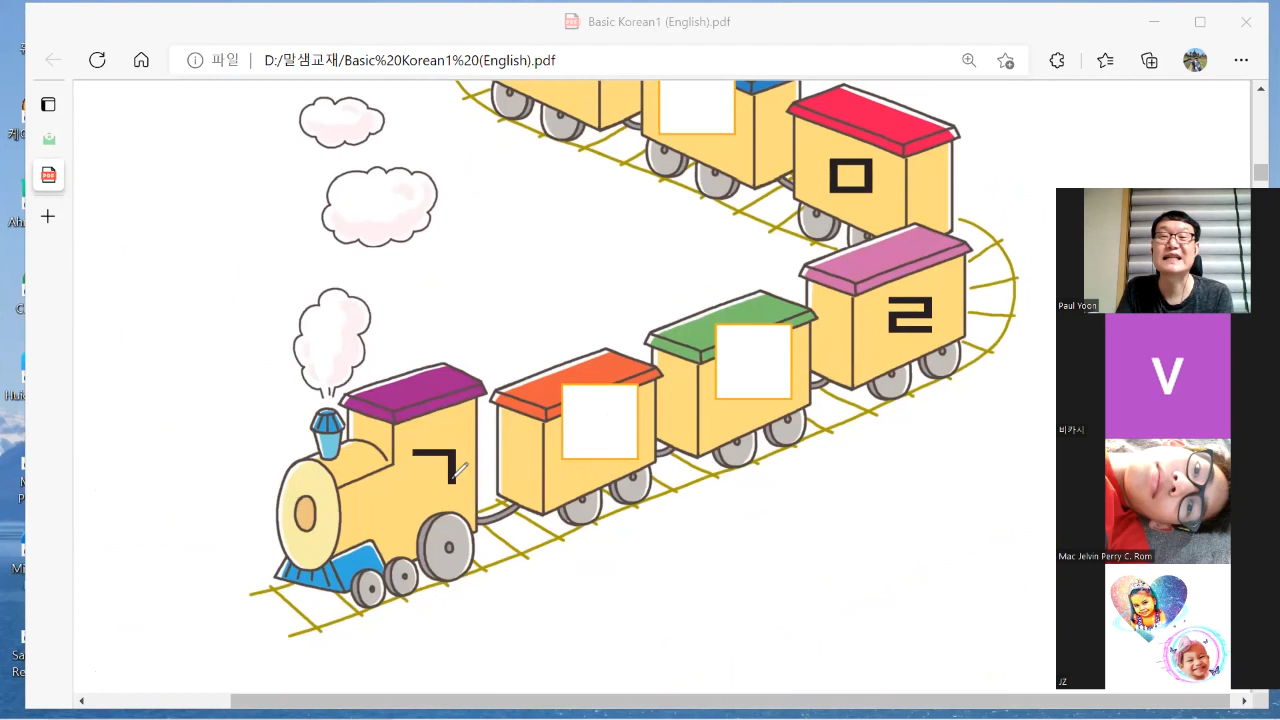 Basic Korean1 (English).pdf
파일
D:/말샘교재/Basic%20Korean1%20(English).pdf
ㅁ
ㄹ
ㄱ
Paul Yoon
V
비카시
Mac Jelvin Perry C. Rom
JZ